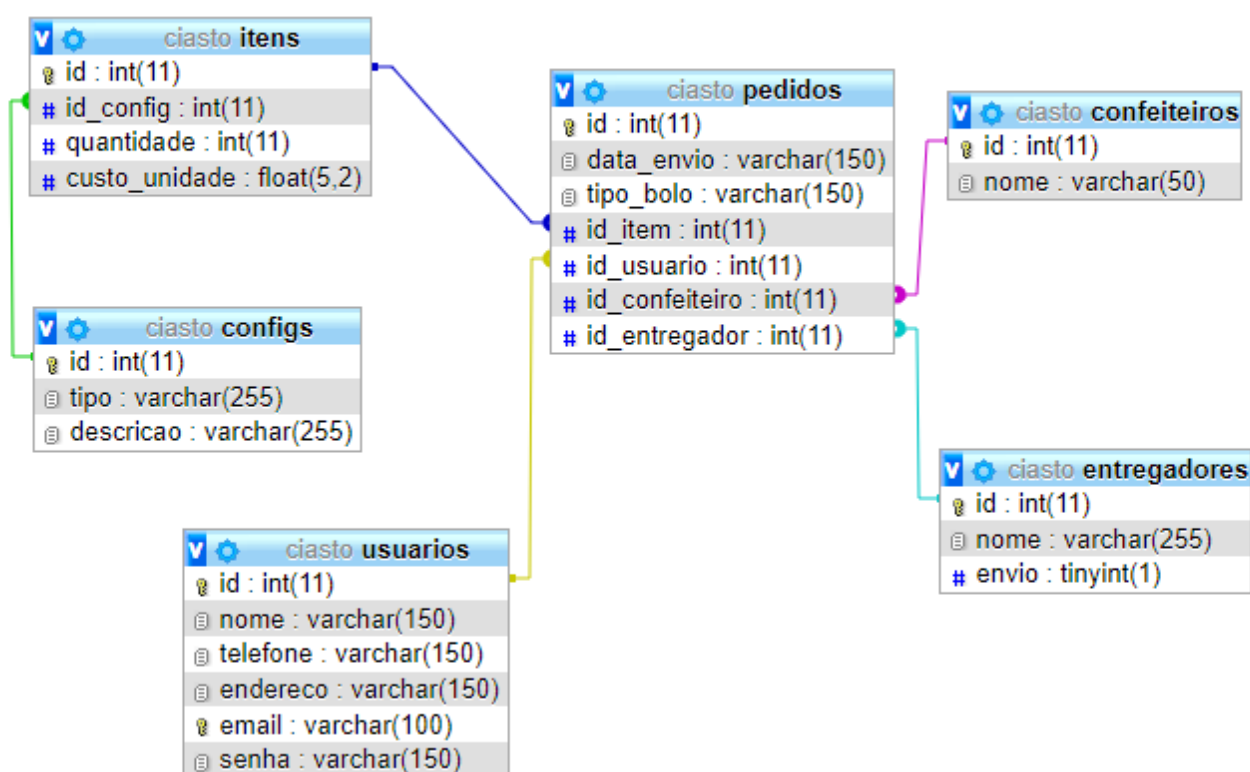 v ciasto itens
id : int(11)
# id_config : int(11)
# quantidade : int(11)
# custo_unidade : float(5,2)
v ciasto pedidos
id : int(11)
data_envio : varchar(150)
tipo_bolo : varchar(150)
# id_item : int(11)
# id_usuario : int(11)
# id_confeiteiro : int(11)
# id_entregador : int(11)
v ciasto confeiteiros
id : int(11)
nome : varchar(50)
v ciasto configs
id : int(11)
tipo : varchar(255)
descricao : varchar(255)
v ciasto entregadores
id : int(11)
nome : varchar(255)
# envio : tinyint(1)
v ciasto usuarios
id : int(11)
nome : varchar(150)
telefone : varchar(150)
endereco : varchar(150)
email : varchar(100)
senha : varchar(150)